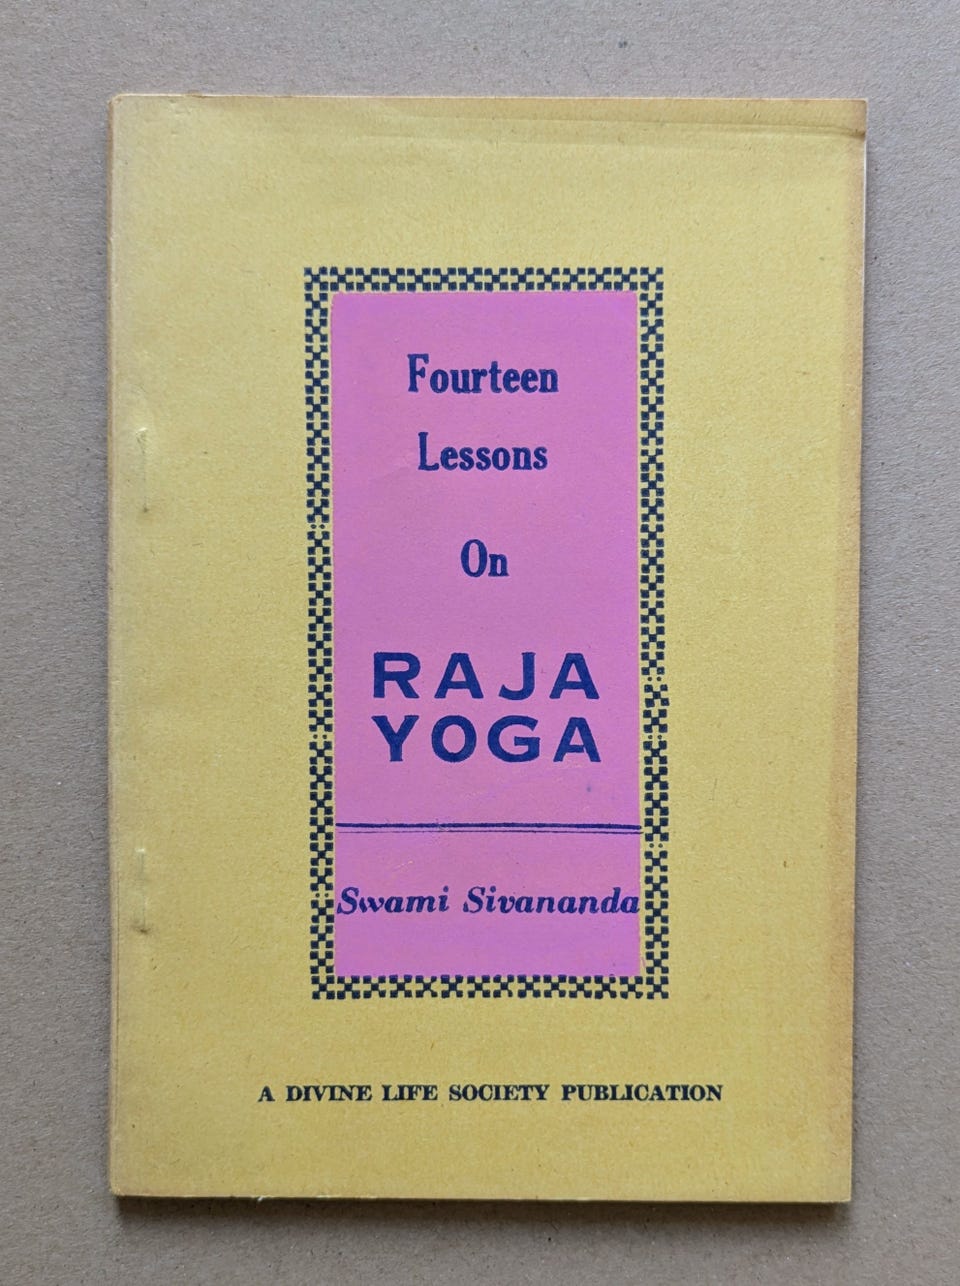 Fourteen
Lessons
On
RAJA
YOGA
Swami Sivananda
A DIVINE LIFE SOCIETY PUBLICATION